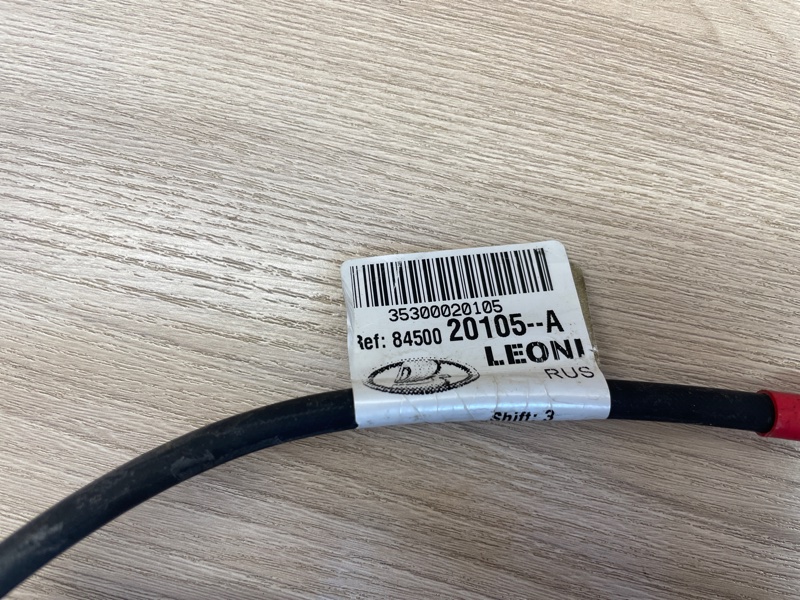 35300020105
Ref: 84500 20105--A
LEONI
RUS
Shift: 3